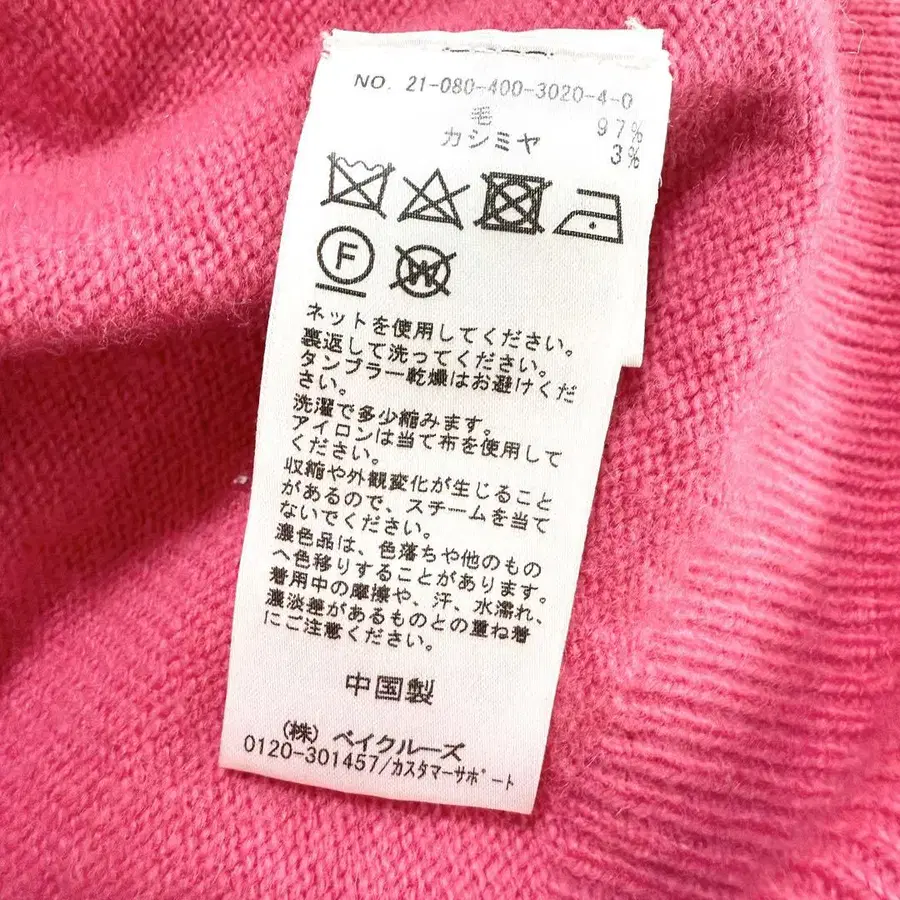 NO. 21-080-400-3020-4-0
毛 97%
カシミヤ 3%
F W
ネットを使用してください。
裏返して洗ってください。
タンブラー乾燥はお避けくだ
さい。
洗濯で多少縮みます。
アイロンは当て布を使用して
ください。
収縮や外観変化が生じること
があるので、スチームを当て
ないでください。
濃色品は、色落ちや他のもの
へ色移りすることがあります。
着用中の摩擦や、汗、水濡れ、
濃淡差があるものとの重ね着
にご注意ください。
中国製
(株) ベイクルーズ
0120-301457/カスタマーサポート